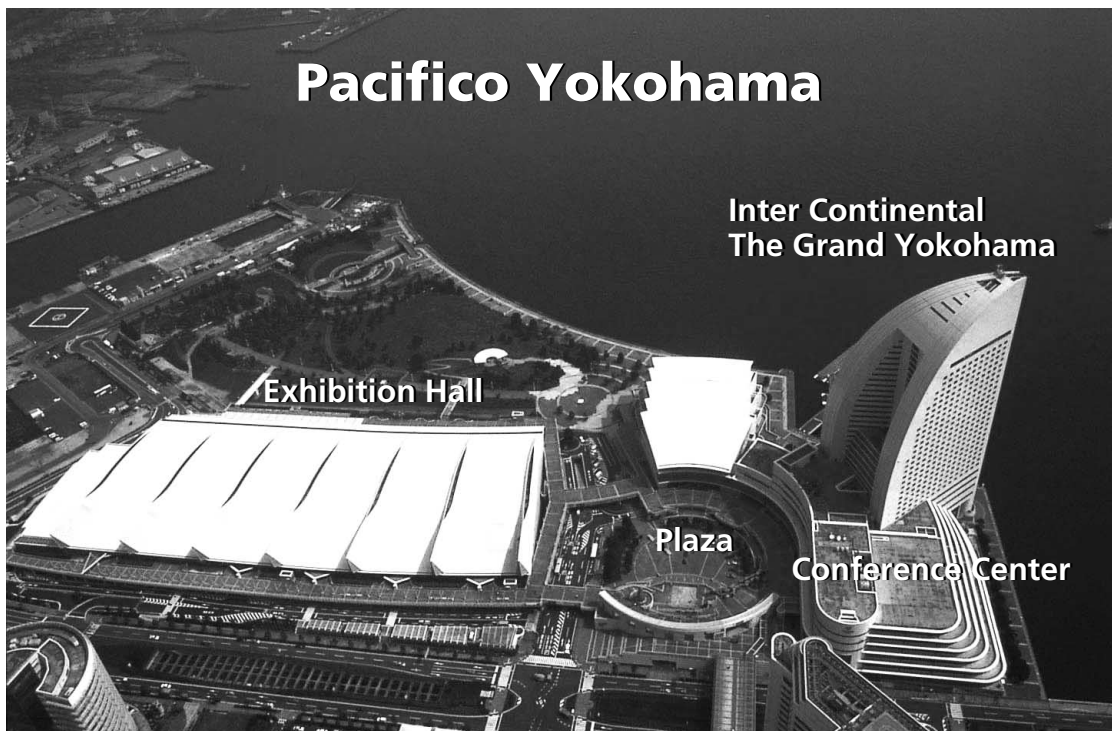 Pacifico Yokohama
Inter Continental
The Grand Yokohama
Exhibition Hall
Plaza
Conference Center